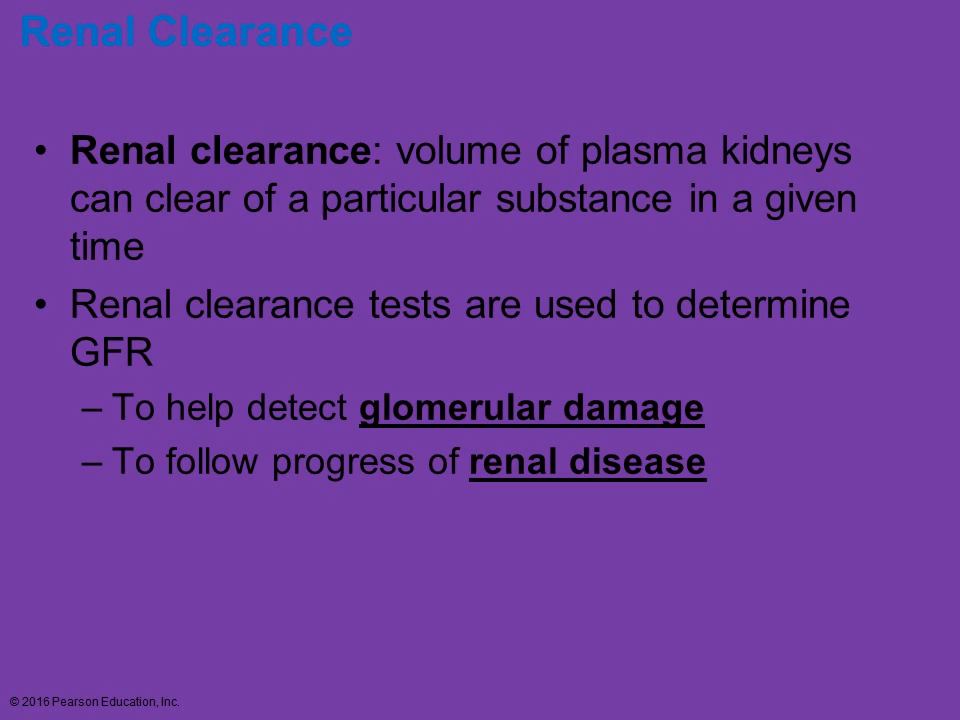 Renal Clearance
• Renal clearance: volume of plasma kidneys
can clear of a particular substance in a given
time
• Renal clearance tests are used to determine
GFR
– To help detect glomerular damage
– To follow progress of renal disease
© 2016 Pearson Education, Inc.